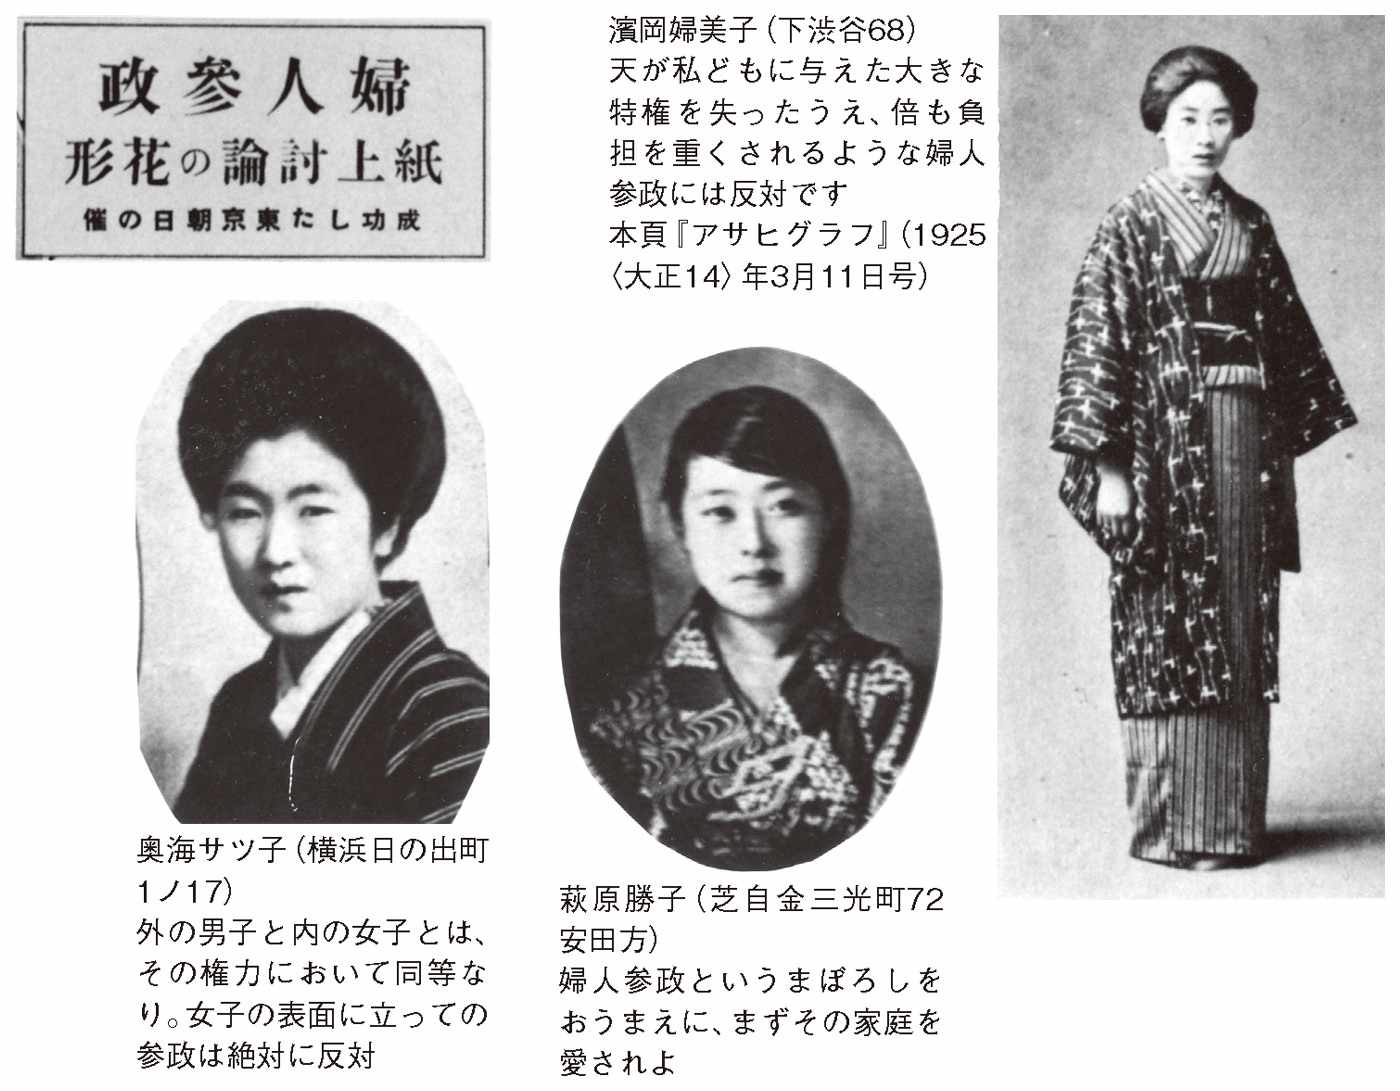 婦人参政
紙上討論の花形
成功した東京朝日の催
濱岡婦美子（下渋谷68）
天が私どもに与えた大きな
特権を失ったうえ、倍も負
担を重くされるような婦人
参政には反対です
本頁『アサヒグラフ』（1925
〈大正14〉年3月11日号）
奥海サツ子（横浜日の出町
1ノ17）
外の男子と内の女子とは、
その権力において同等な
り。女子の表面に立っての
参政は絶対に反対
萩原勝子（芝自金三光町72
安田方）
婦人参政というまぼろしを
おうまえに、まずその家庭を
愛されよ